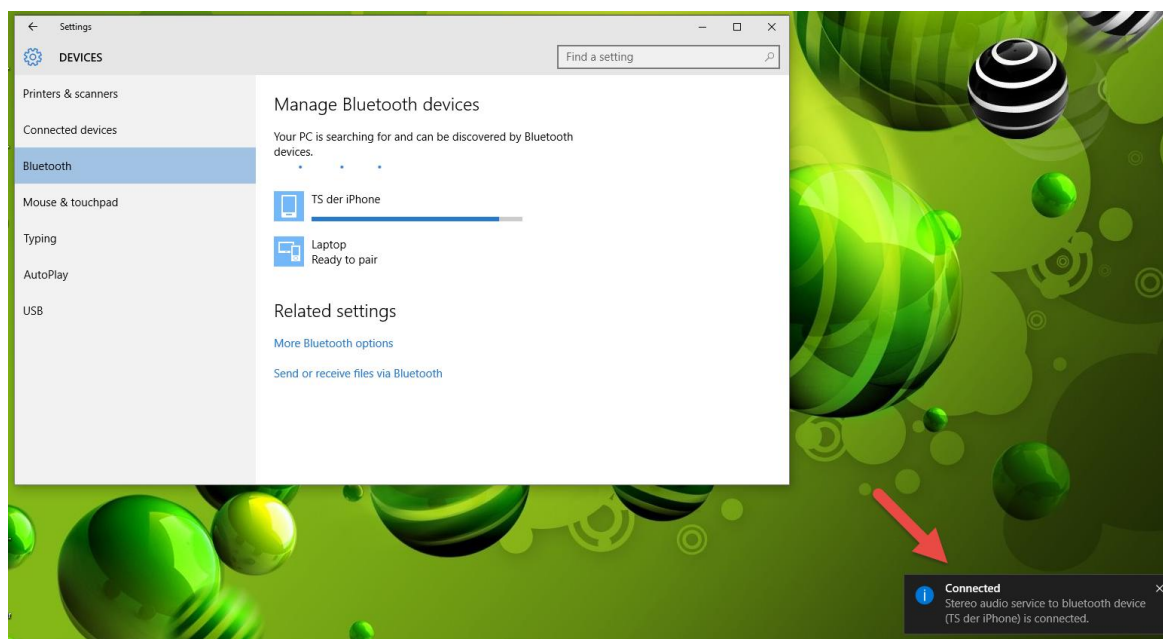 Settings
DEVICES
Find a setting
Printers & scanners
Connected devices
Bluetooth
Mouse & touchpad
Typing
AutoPlay
USB
Manage Bluetooth devices
Your PC is searching for and can be discovered by Bluetooth
devices.
TS der iPhone
Laptop
Ready to pair
Related settings
More Bluetooth options
Send or receive files via Bluetooth
Connected
Stereo audio service to bluetooth device
(TS der iPhone) is connected.